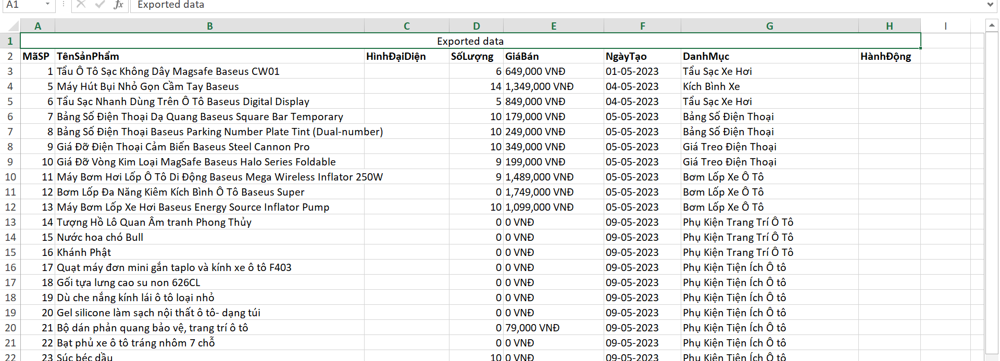 A1 fx Exported data
A B C D E F G H I
1 Exported data
2 MãSP TênSảnPhẩm HìnhĐạiDiện SốLượng GiáBán NgàyTạo DanhMục HànhĐộng
3 1 Tẩu Ô Tô Sạc Không Dây Magsafe Baseus CW01 6 649,000 VNĐ 01-05-2023 Tẩu Sạc Xe Hơi
4 5 Máy Hút Bụi Nhỏ Gọn Cầm Tay Baseus 14 1,349,000 VNĐ 04-05-2023 Kích Bình Xe
5 6 Tẩu Sạc Nhanh Dùng Trên Ô Tô Baseus Digital Display 5 849,000 VNĐ 04-05-2023 Tẩu Sạc Xe Hơi
6 7 Bảng Số Điện Thoại Dạ Quang Baseus Square Bar Temporary 10 179,000 VNĐ 05-05-2023 Bảng Số Điện Thoại
7 8 Bảng Số Điện Thoại Baseus Parking Number Plate Tint (Dual-number) 10 249,000 VNĐ 05-05-2023 Bảng Số Điện Thoại
8 9 Giá Đỡ Điện Thoại Cảm Biến Baseus Steel Cannon Pro 10 349,000 VNĐ 05-05-2023 Giá Treo Điện Thoại
9 10 Giá Đỡ Vòng Kim Loại MagSafe Baseus Halo Series Foldable 9 199,000 VNĐ 05-05-2023 Giá Treo Điện Thoại
10 11 Máy Bơm Hơi Lốp Ô Tô Di Động Baseus Mega Wireless Inflator 250W 9 1,489,000 VNĐ 05-05-2023 Bơm Lốp Xe Ô Tô
11 12 Bơm Lốp Đa Năng Kiêm Kích Bình Ô Tô Baseus Super 0 1,749,000 VNĐ 05-05-2023 Bơm Lốp Xe Ô Tô
12 13 Máy Bơm Lốp Xe Hơi Baseus Energy Source Inflator Pump 10 1,099,000 VNĐ 05-05-2023 Bơm Lốp Xe Ô Tô
13 14 Tượng Hồ Lô Quan Âm tranh Phong Thủy 0 0 VNĐ 09-05-2023 Phụ Kiện Trang Trí Ô Tô
14 15 Nước hoa chó Bull 0 0 VNĐ 09-05-2023 Phụ Kiện Trang Trí Ô Tô
15 16 Khánh Phật 0 0 VNĐ 09-05-2023 Phụ Kiện Trang Trí Ô Tô
16 17 Quạt máy đơn mini gắn taplo và kính xe ô tô F403 0 0 VNĐ 09-05-2023 Phụ Kiện Tiện Ích Ô tô
17 18 Gối tựa lưng cao su non 626CL 0 0 VNĐ 09-05-2023 Phụ Kiện Tiện Ích Ô tô
18 19 Dù che nắng kính lái ô tô loại nhỏ 0 0 VNĐ 09-05-2023 Phụ Kiện Tiện Ích Ô tô
19 20 Gel silicone làm sạch nội thất ô tô- dạng túi 0 0 VNĐ 09-05-2023 Phụ Kiện Tiện Ích Ô tô
20 21 Bộ dán phản quang bảo vệ, trang trí ô tô 0 79,000 VNĐ 09-05-2023 Phụ Kiện Tiện Ích Ô tô
21 22 Bạt phủ xe ô tô tráng nhôm 7 chỗ 0 0 VNĐ 09-05-2023 Phụ Kiện Tiện Ích Ô tô
22 23 Súc béc dầu 10 0 VNĐ 09-05-2023 Phụ Kiện Tiện Ích Ô tô